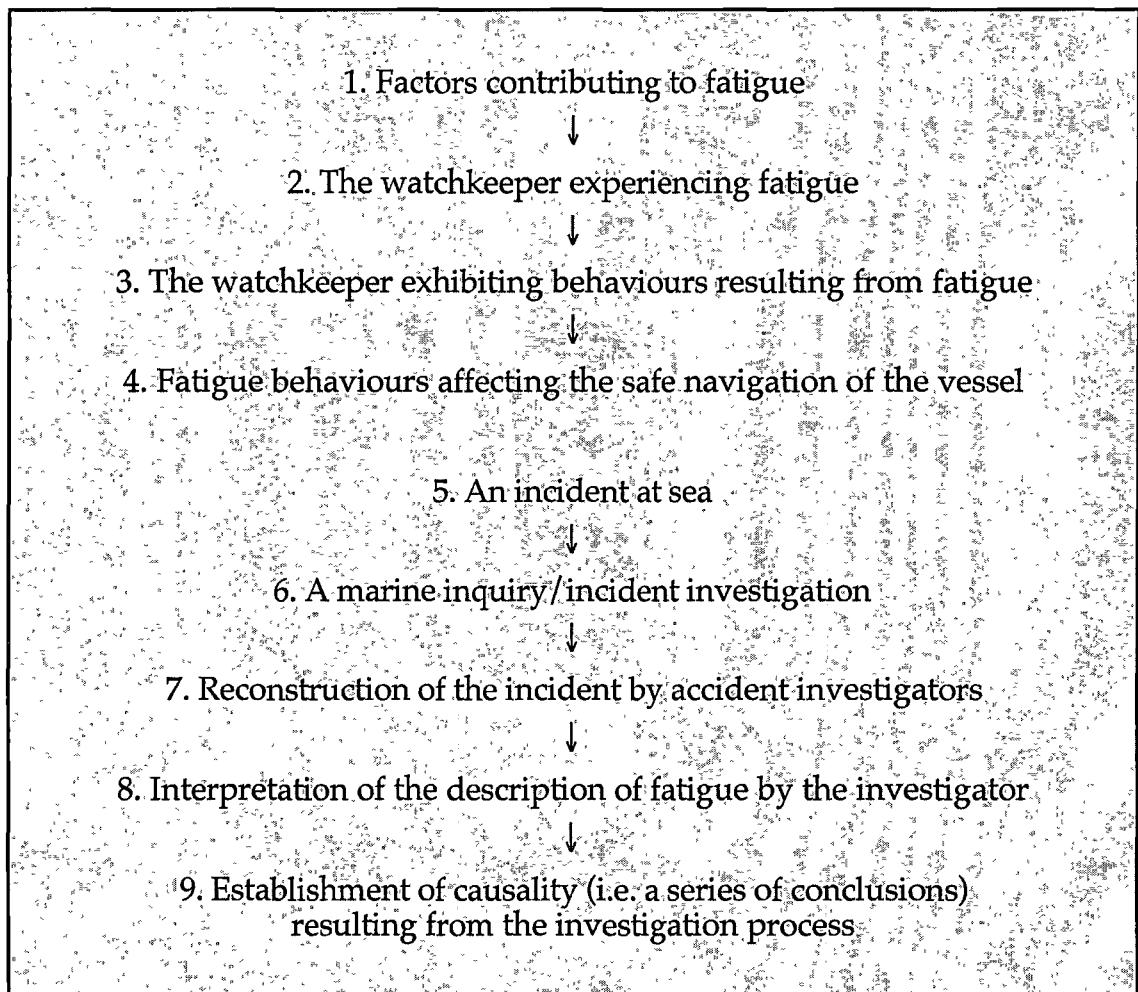 1. Factors contributing to fatigue
↓
2. The watchkeeper experiencing fatigue
↓
3. The watchkeeper exhibiting behaviours resulting from fatigue
↓
4. Fatigue behaviours affecting the safe navigation of the vessel
5. An incident at sea
↓
6. A marine inquiry/incident investigation
↓
7. Reconstruction of the incident by accident investigators
↓
8. Interpretation of the description of fatigue by the investigator
↓
9. Establishment of causality (i.e. a series of conclusions)
resulting from the investigation process